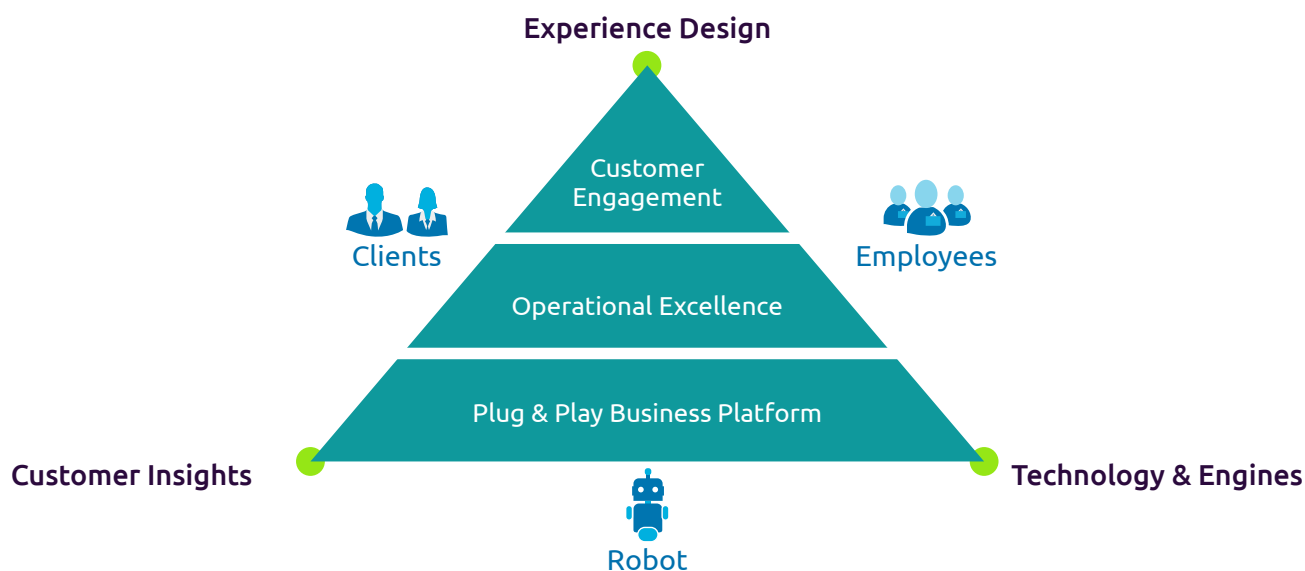 Experience Design
Customer
Engagement
Clients
Employees
Operational Excellence
Plug & Play Business Platform
Customer Insights
Technology & Engines
Robot